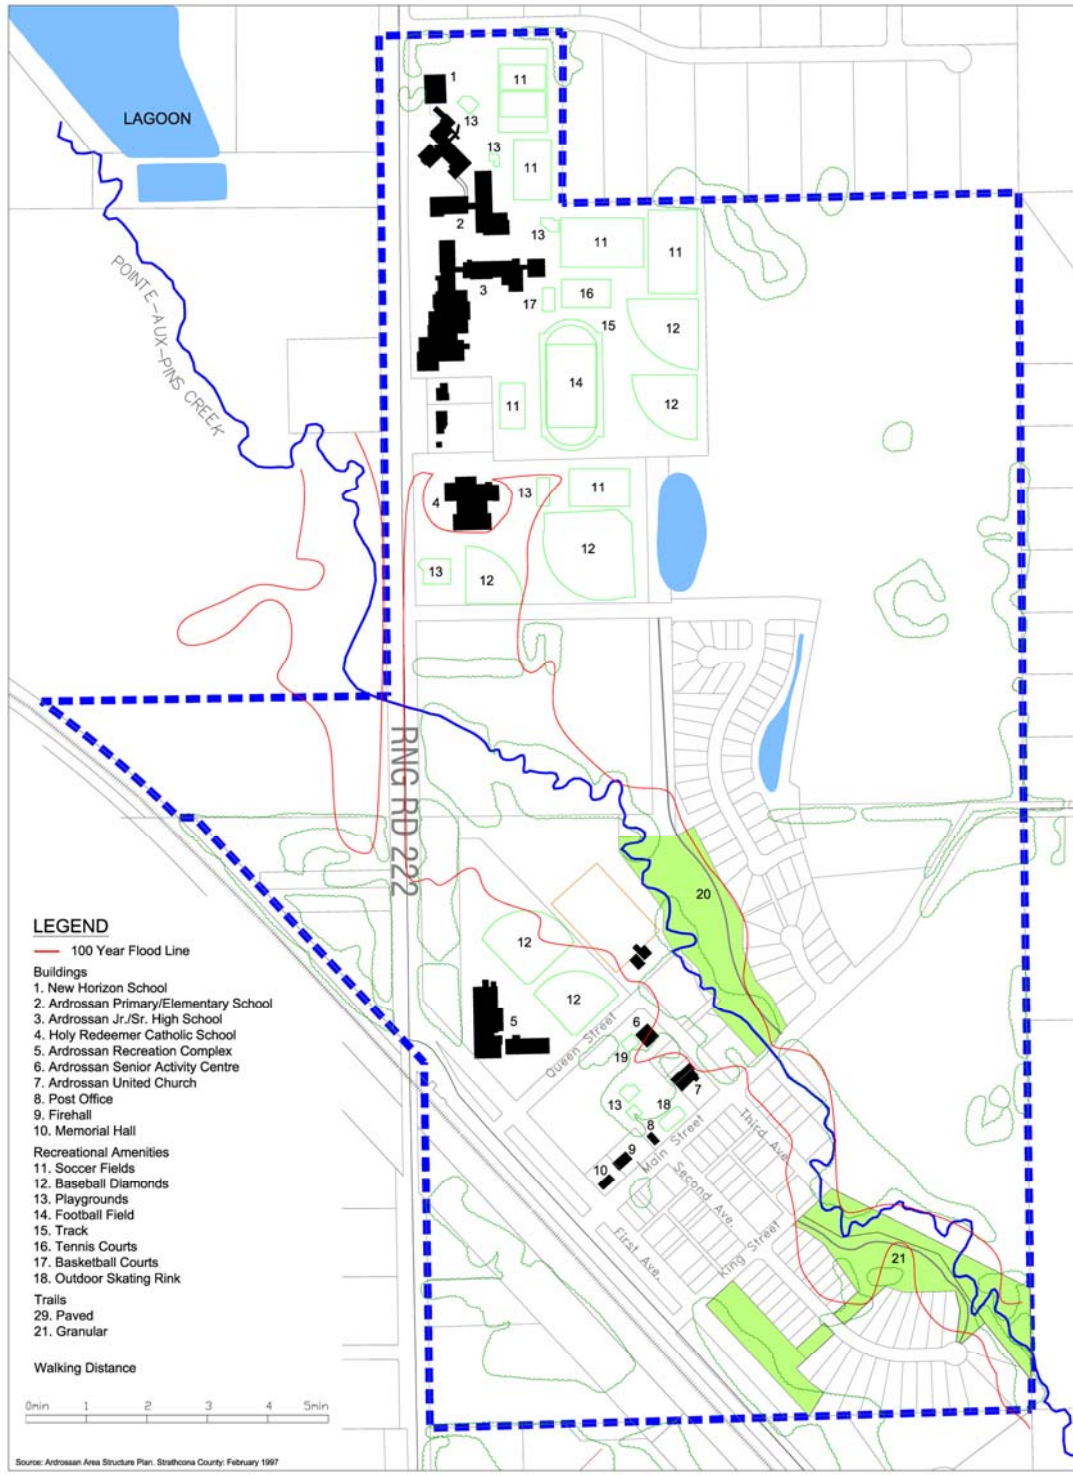 1
11
LAGOON
13
13
11
2
13
11
11
POINTE-AUX-PINS CREEK
3
17
16
15
12
14
12
11
4
13
11
12
13
12
RNG RD 222
20
12
12
5
Queen Street
6
19
7
13
18
8
Main Street
Third Ave.
9
10
Second Ave.
First Ave.
King Street
21
LEGEND
100 Year Flood Line
Buildings
1. New Horizon School
2. Ardrossan Primary/Elementary School
3. Ardrossan Jr./Sr. High School
4. Holy Redeemer Catholic School
5. Ardrossan Recreation Complex
6. Ardrossan Senior Activity Centre
7. Ardrossan United Church
8. Post Office
9. Firehall
10. Memorial Hall
Recreational Amenities
11. Soccer Fields
12. Baseball Diamonds
13. Playgrounds
14. Football Field
15. Track
16. Tennis Courts
17. Basketball Courts
18. Outdoor Skating Rink
Trails
29. Paved
21. Granular
Walking Distance
0min 1 2 3 4 5min
Source: Ardrossan Area Structure Plan. Strathcona County: February 1997